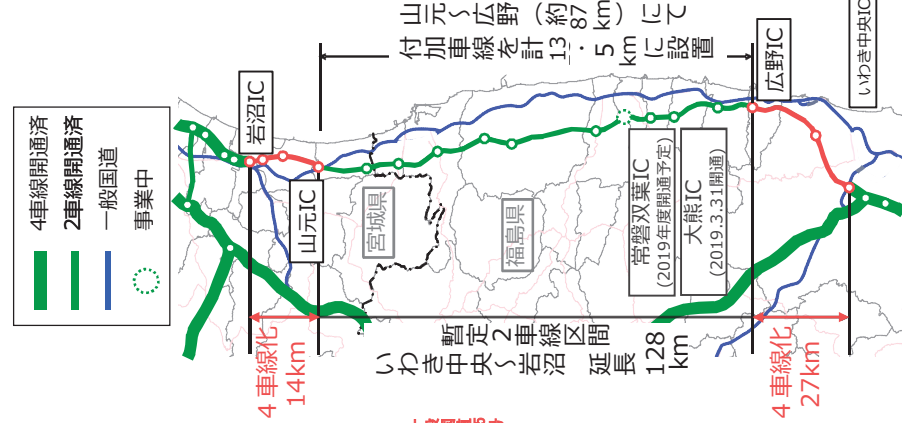 4車線開通済
2車線開通済
一般国道
事業中
山元～広野（約87km）にて
付加車線を計13．5kmに設置
岩沼IC
山元IC
宮城県
福島県
常磐双葉IC
(2019年度開通予定)
大熊IC
(2019.3.31開通)
広野IC
いわき中央IC
４車線化
14km
暫定２車線区間
いわき中央～岩沼　延長128km
４車線化
27km